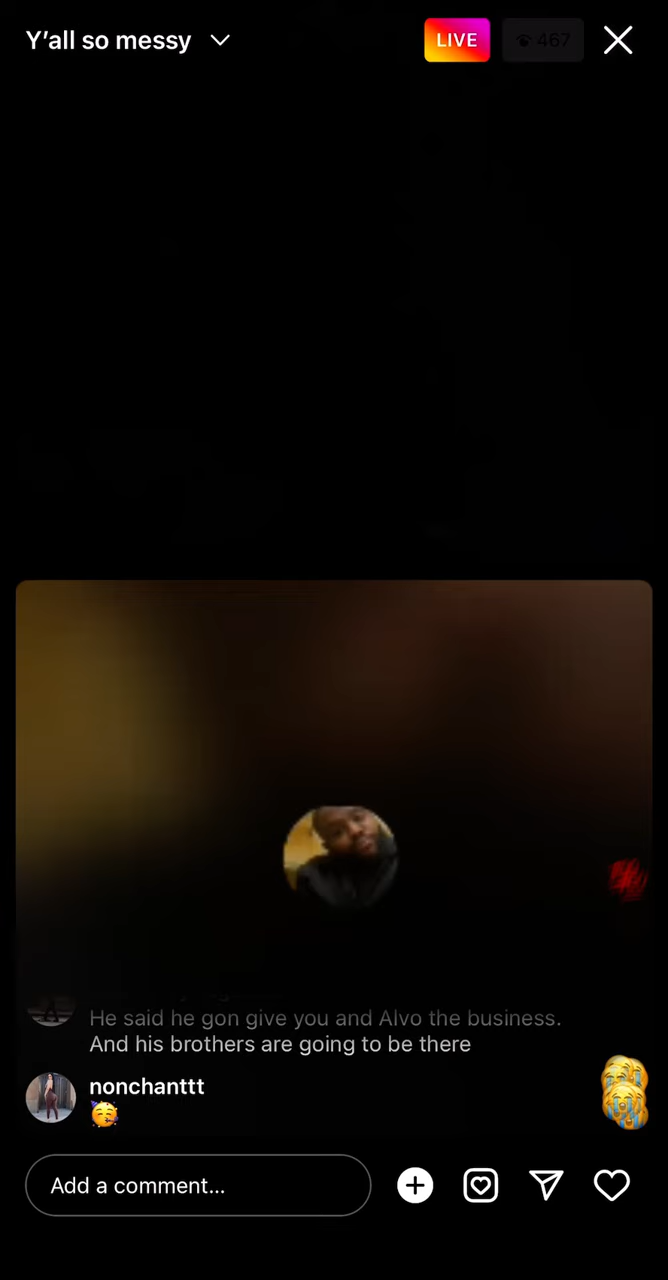 Y'all so messy
LIVE
467
He said he gon give you and Alvo the business.
And his brothers are going to be there
nonchanttt
🥳
Add a comment...